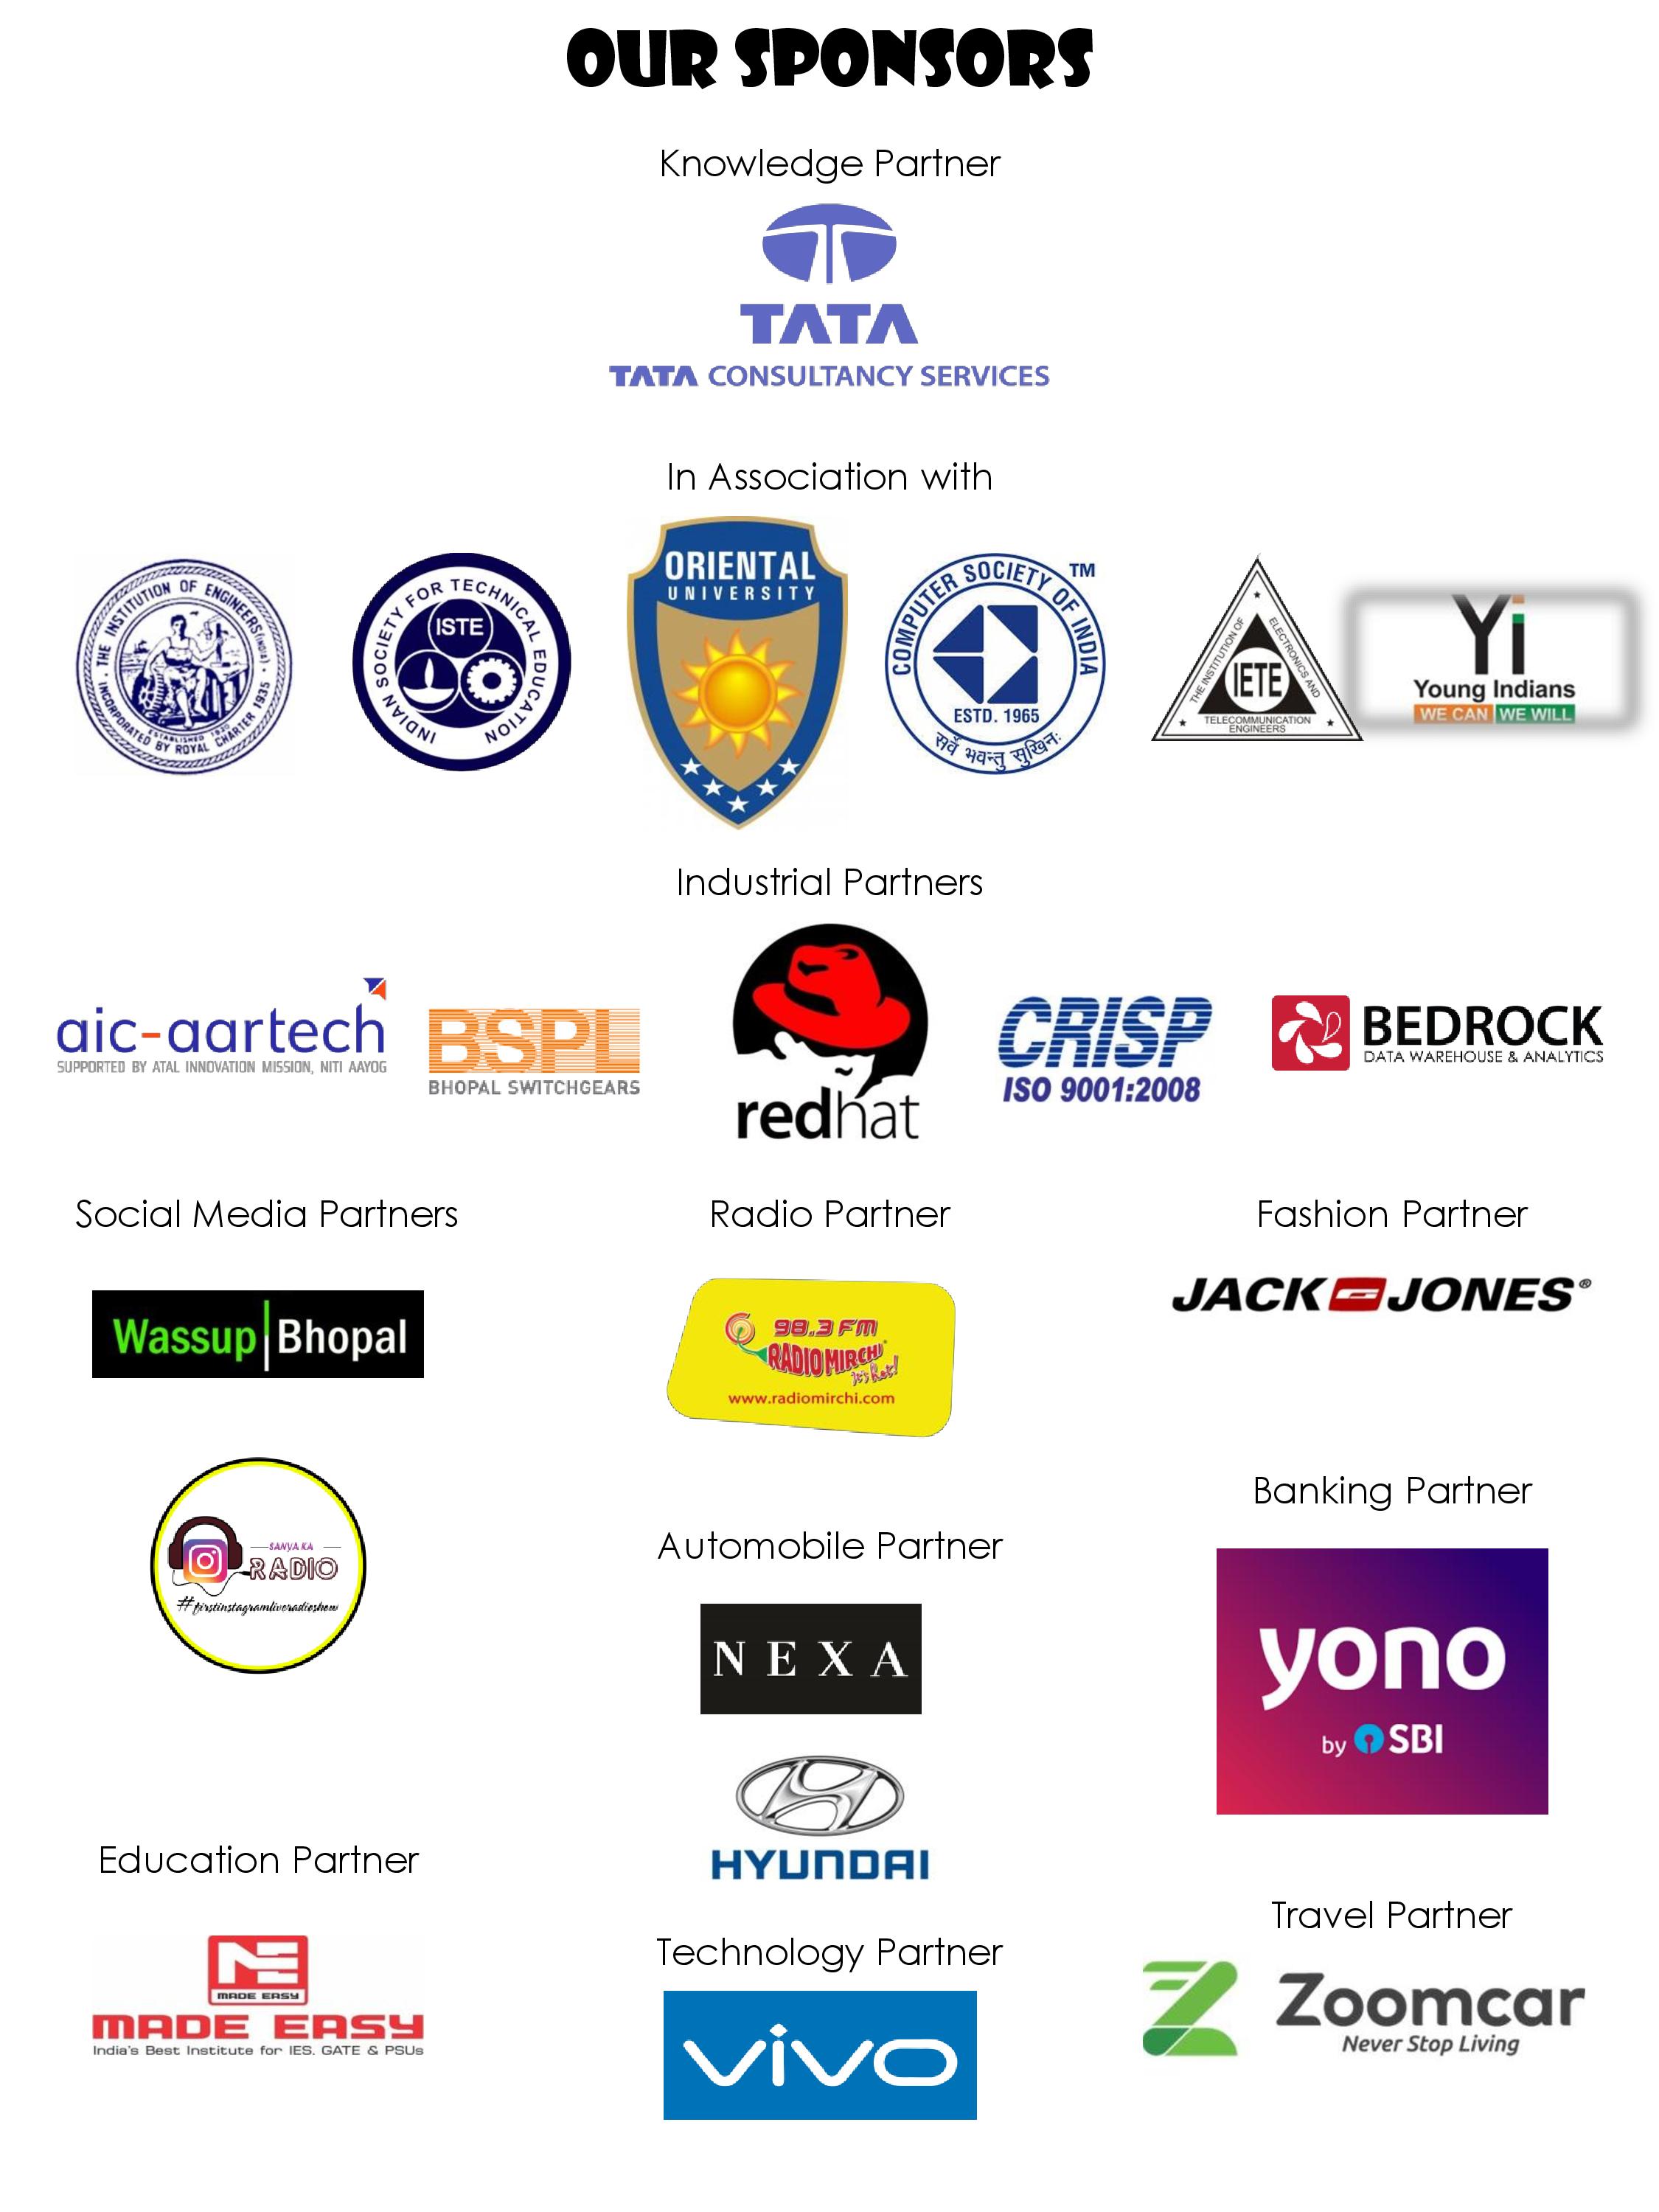 OUR SPONSORS
Knowledge Partner
TATA
TATA CONSULTANCY SERVICES
In Association with
THE INSTITUTION OF ENGINEERS (INDIA)
ESTABLISHED 1920
INCORPORATED BY ROYAL CHARTER 1935
INDIAN SOCIETY FOR TECHNICAL EDUCATION
ISTE
ORIENTAL
UNIVERSITY
COMPUTER SOCIETY OF INDIA
TM
ESTD. 1965
सर्वे भवन्तु सुखिनः
THE INSTITUTION OF
ELECTRONICS AND
IETE
TELECOMMUNICATION
ENGINEERS
Yi
Young Indians
WE CAN WE WILL
Industrial Partners
aic-aartech
SUPPORTED BY ATAL INNOVATION MISSION, NITI AAYOG
BSPL
BHOPAL SWITCHGEARS
redhat
CRISP
ISO 9001:2008
BEDROCK
DATA WAREHOUSE & ANALYTICS
Social Media Partners
Radio Partner
Fashion Partner
Wassup Bhopal
98.3 FM
RADIO MIRCHI
It's Hot!
www.radiomirchi.com
JACK JONES®
SANYA KA
RADIO
#firstinstagramliveradioshow
Automobile Partner
NEXA
HYUNDAI
Banking Partner
yono
by SBI
Education Partner
ME
MADE EASY
MADE EASY
India's Best Institute for IES, GATE & PSUs
Technology Partner
vivo
Travel Partner
Zoomcar
Never Stop Living